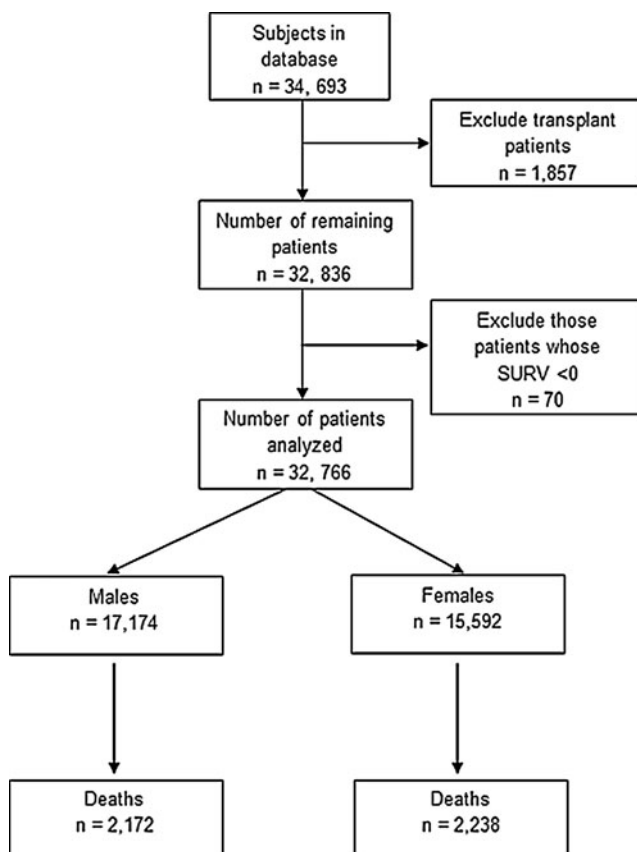 Subjects in
database
n = 34, 693
Exclude transplant
patients
n = 1,857
Number of remaining
patients
n = 32, 836
Exclude those
patients whose
SURV <0
n = 70
Number of patients
analyzed
n = 32, 766
Males
n = 17,174
Females
n = 15,592
Deaths
n = 2,172
Deaths
n = 2,238